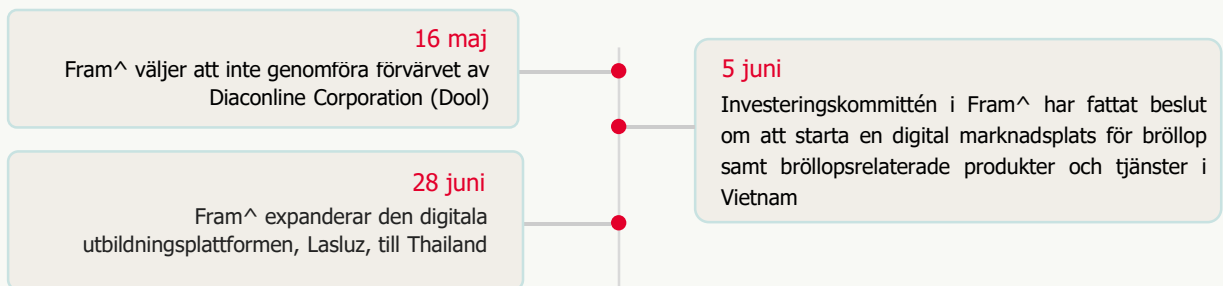 16 maj
Fram^ väljer att inte genomföra förvärvet av
Diaconline Corporation (Dool)
5 juni
Investeringskommittén i Fram^ har fattat beslut
om att starta en digital marknadsplats för bröllop
samt bröllopsrelaterade produkter och tjänster i
Vietnam
28 juni
Fram^ expanderar den digitala
utbildningsplattformen, Lasluz, till Thailand